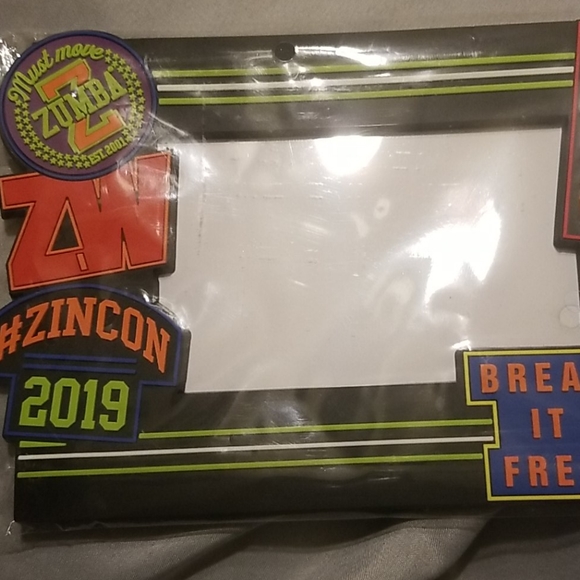 Must move
ZUMBA
Z
EST. 2001
ZW
#ZINCON
2019
BREA
IT
FRE